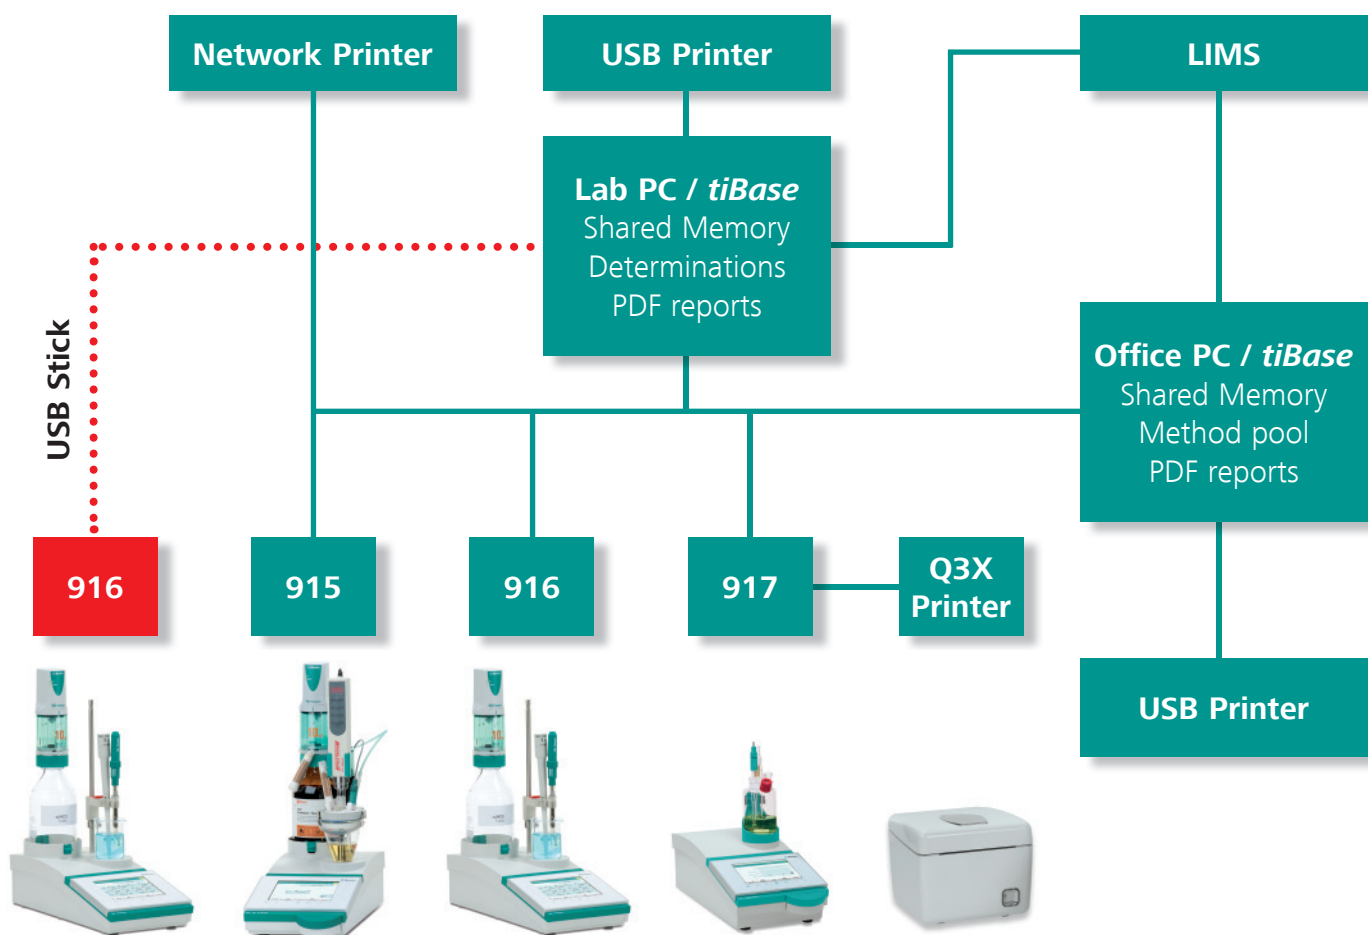 Network Printer
USB Printer
LIMS
Lab PC / tiBase
Shared Memory
Determinations
PDF reports
USB Stick
Office PC / tiBase
Shared Memory
Method pool
PDF reports
916
915
916
917
Q3X
Printer
USB Printer